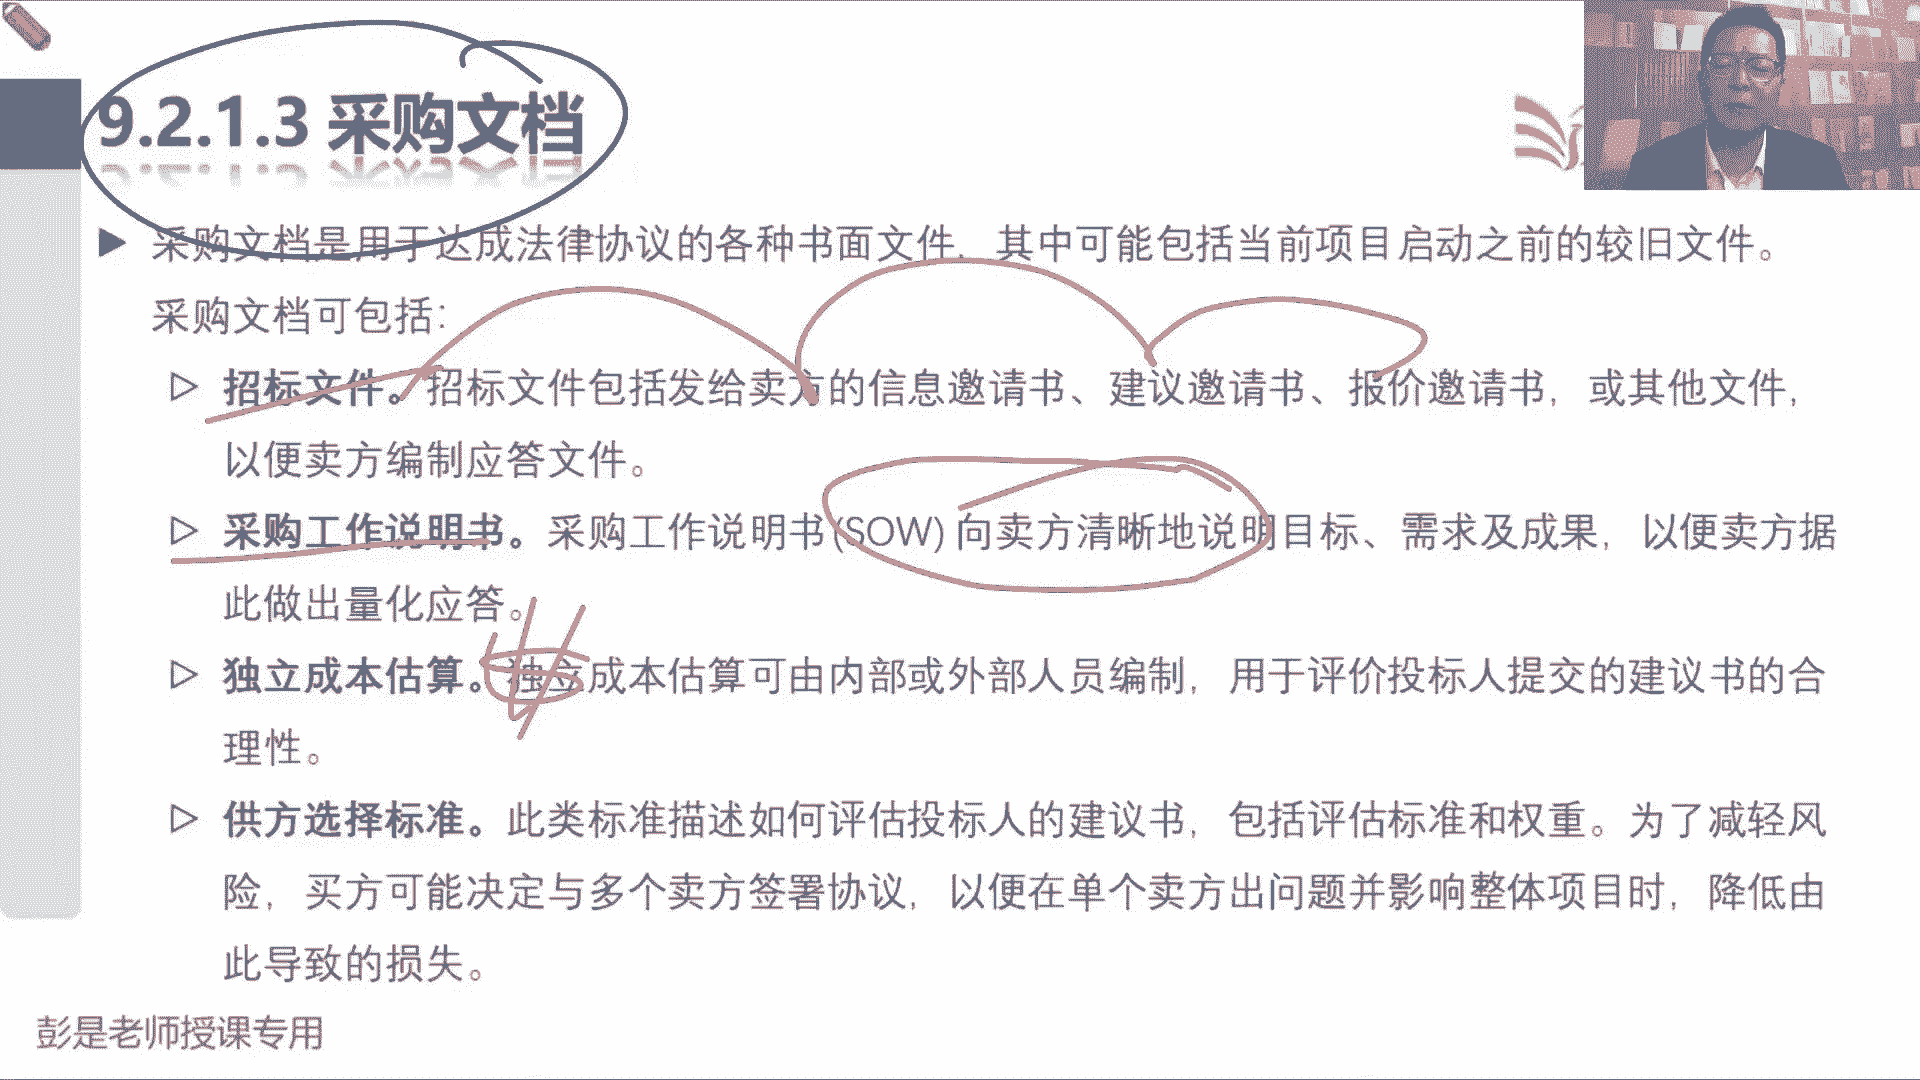 9.2.1.3 采购文档
采购文档是用于达成法律协议的各种书面文件，其中可能包括当前项目启动之前的较旧文件。
采购文档可包括：
招标文件。招标文件包括发给卖方的信息邀请书、建议邀请书、报价邀请书，或其他文件，
以便卖方编制应答文件。
采购工作说明书。采购工作说明书(SOW) 向卖方清晰地说明目标、需求及成果，以便卖方据
此做出量化应答。
独立成本估算。独立成本估算可由内部或外部人员编制，用于评价投标人提交的建议书的合
理性。
供方选择标准。此类标准描述如何评估投标人的建议书，包括评估标准和权重。为了减轻风
险，买方可能决定与多个卖方签署协议，以便在单个卖方出问题并影响整体项目时，降低由
此导致的损失。
彭是老师授课专用